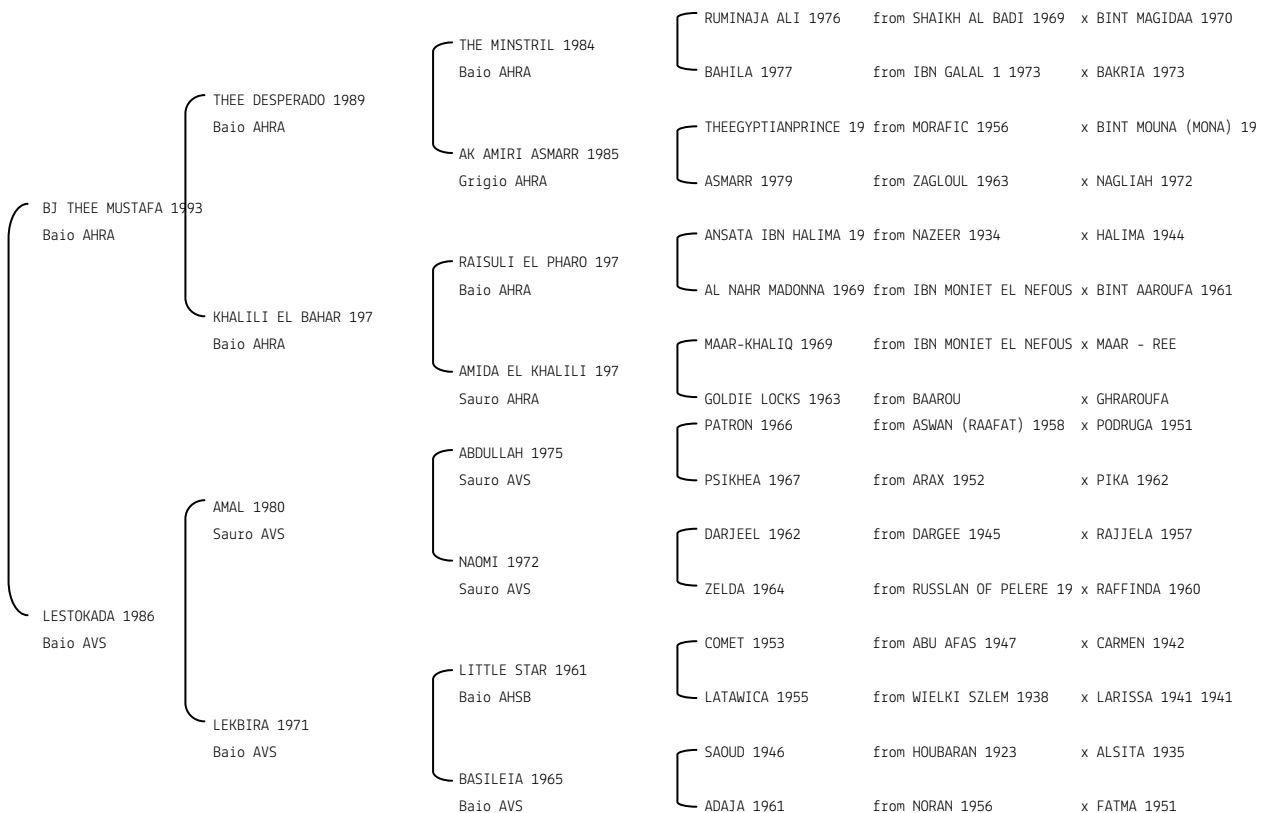 RUMINAJA ALI 1976 from SHAIKH AL BADI 1969 x BINT MAGIDAA 1970
THE MINSTRIL 1984
Baio AHRA BAHILA 1977 from IBN GALAL 1 1973 x BAKRIA 1973
THEE DESPERADO 1989
Baio AHRA THEEGYPTIANPRINCE 19 from MORAFIC 1956 x BINT MOUNA (MONA) 19
AK AMIRI ASMARR 1985
Grigio AHRA ASMARR 1979 from ZAGLOUL 1963 x NAGLIAH 1972
BJ THEE MUSTAFA 1993
Baio AHRA ANSATA IBN HALIMA 19 from NAZEER 1934 x HALIMA 1944
RAISULI EL PHARO 197
Baio AHRA AL NAHR MADONNA 1969 from IBN MONIET EL NEFOUS x BINT AAROUFA 1961
KHALILI EL BAHAR 197
Baio AHRA MAAR-KHALIQ 1969 from IBN MONIET EL NEFOUS x MAAR - REE
AMIDA EL KHALILI 197
Sauro AHRA GOLDIE LOCKS 1963 from BAAROU x GHRAROUFA
PATRON 1966 from ASWAN (RAAFAT) 1958 x PODRUGA 1951
ABDULLAH 1975
Sauro AVS PSIKHEA 1967 from ARAX 1952 x PIKA 1962
AMAL 1980
Sauro AVS DARJEEL 1962 from DARGEE 1945 x RAJJELA 1957
NAOMI 1972
Sauro AVS ZELDA 1964 from RUSSLAN OF PELERE 19 x RAFFINDA 1960
LESTOKADA 1986
Baio AVS COMET 1953 from ABU AFAS 1947 x CARMEN 1942
LITTLE STAR 1961
Baio AHSB LATAWICA 1955 from WIELKI SZLEM 1938 x LARISSA 1941 1941
LEKBIRA 1971
Baio AVS SAOUD 1946 from HOUBARAN 1923 x ALSITA 1935
BASILEIA 1965
Baio AVS ADAJA 1961 from NORAN 1956 x FATMA 1951